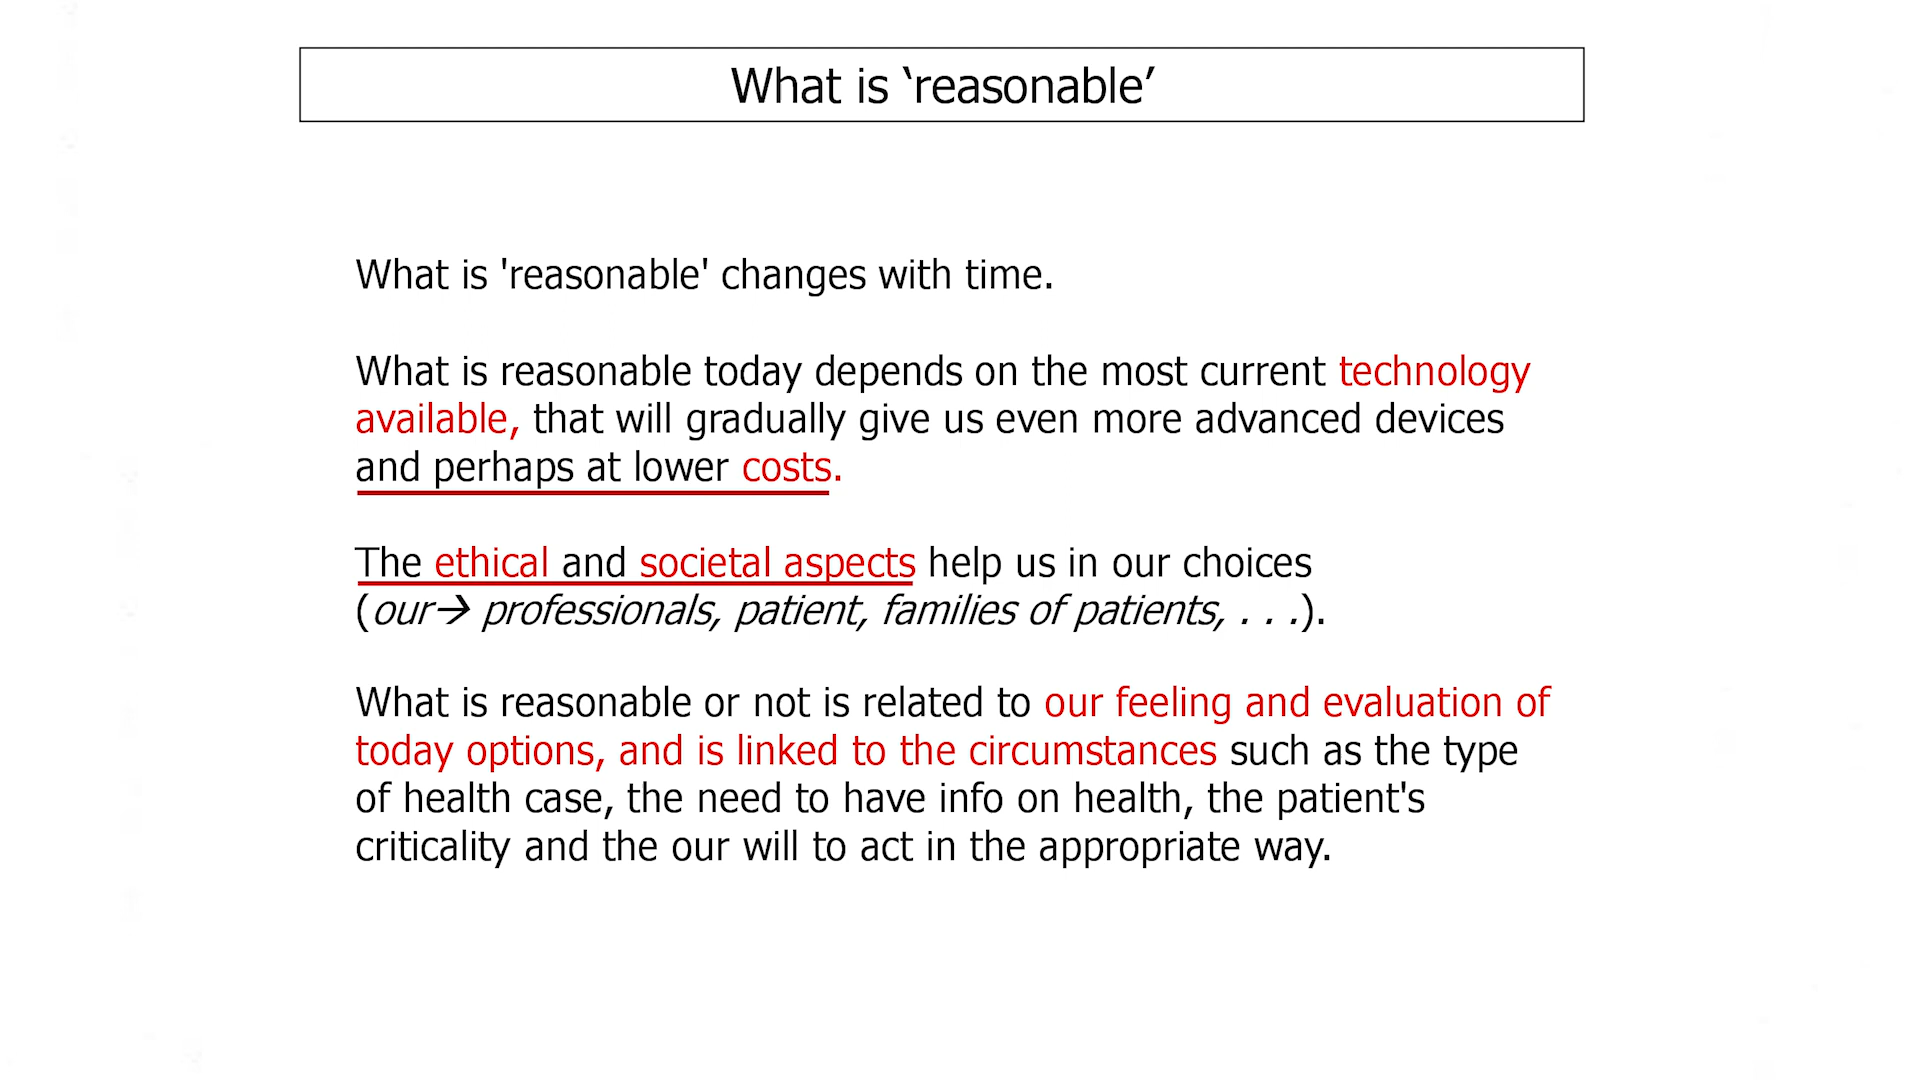 What is ‘reasonable’
What is 'reasonable' changes with time.
What is reasonable today depends on the most current technology
available, that will gradually give us even more advanced devices
and perhaps at lower costs.
The ethical and societal aspects help us in our choices
(our→ professionals, patient, families of patients, . . .).
What is reasonable or not is related to our feeling and evaluation of
today options, and is linked to the circumstances such as the type
of health case, the need to have info on health, the patient's
criticality and the our will to act in the appropriate way.